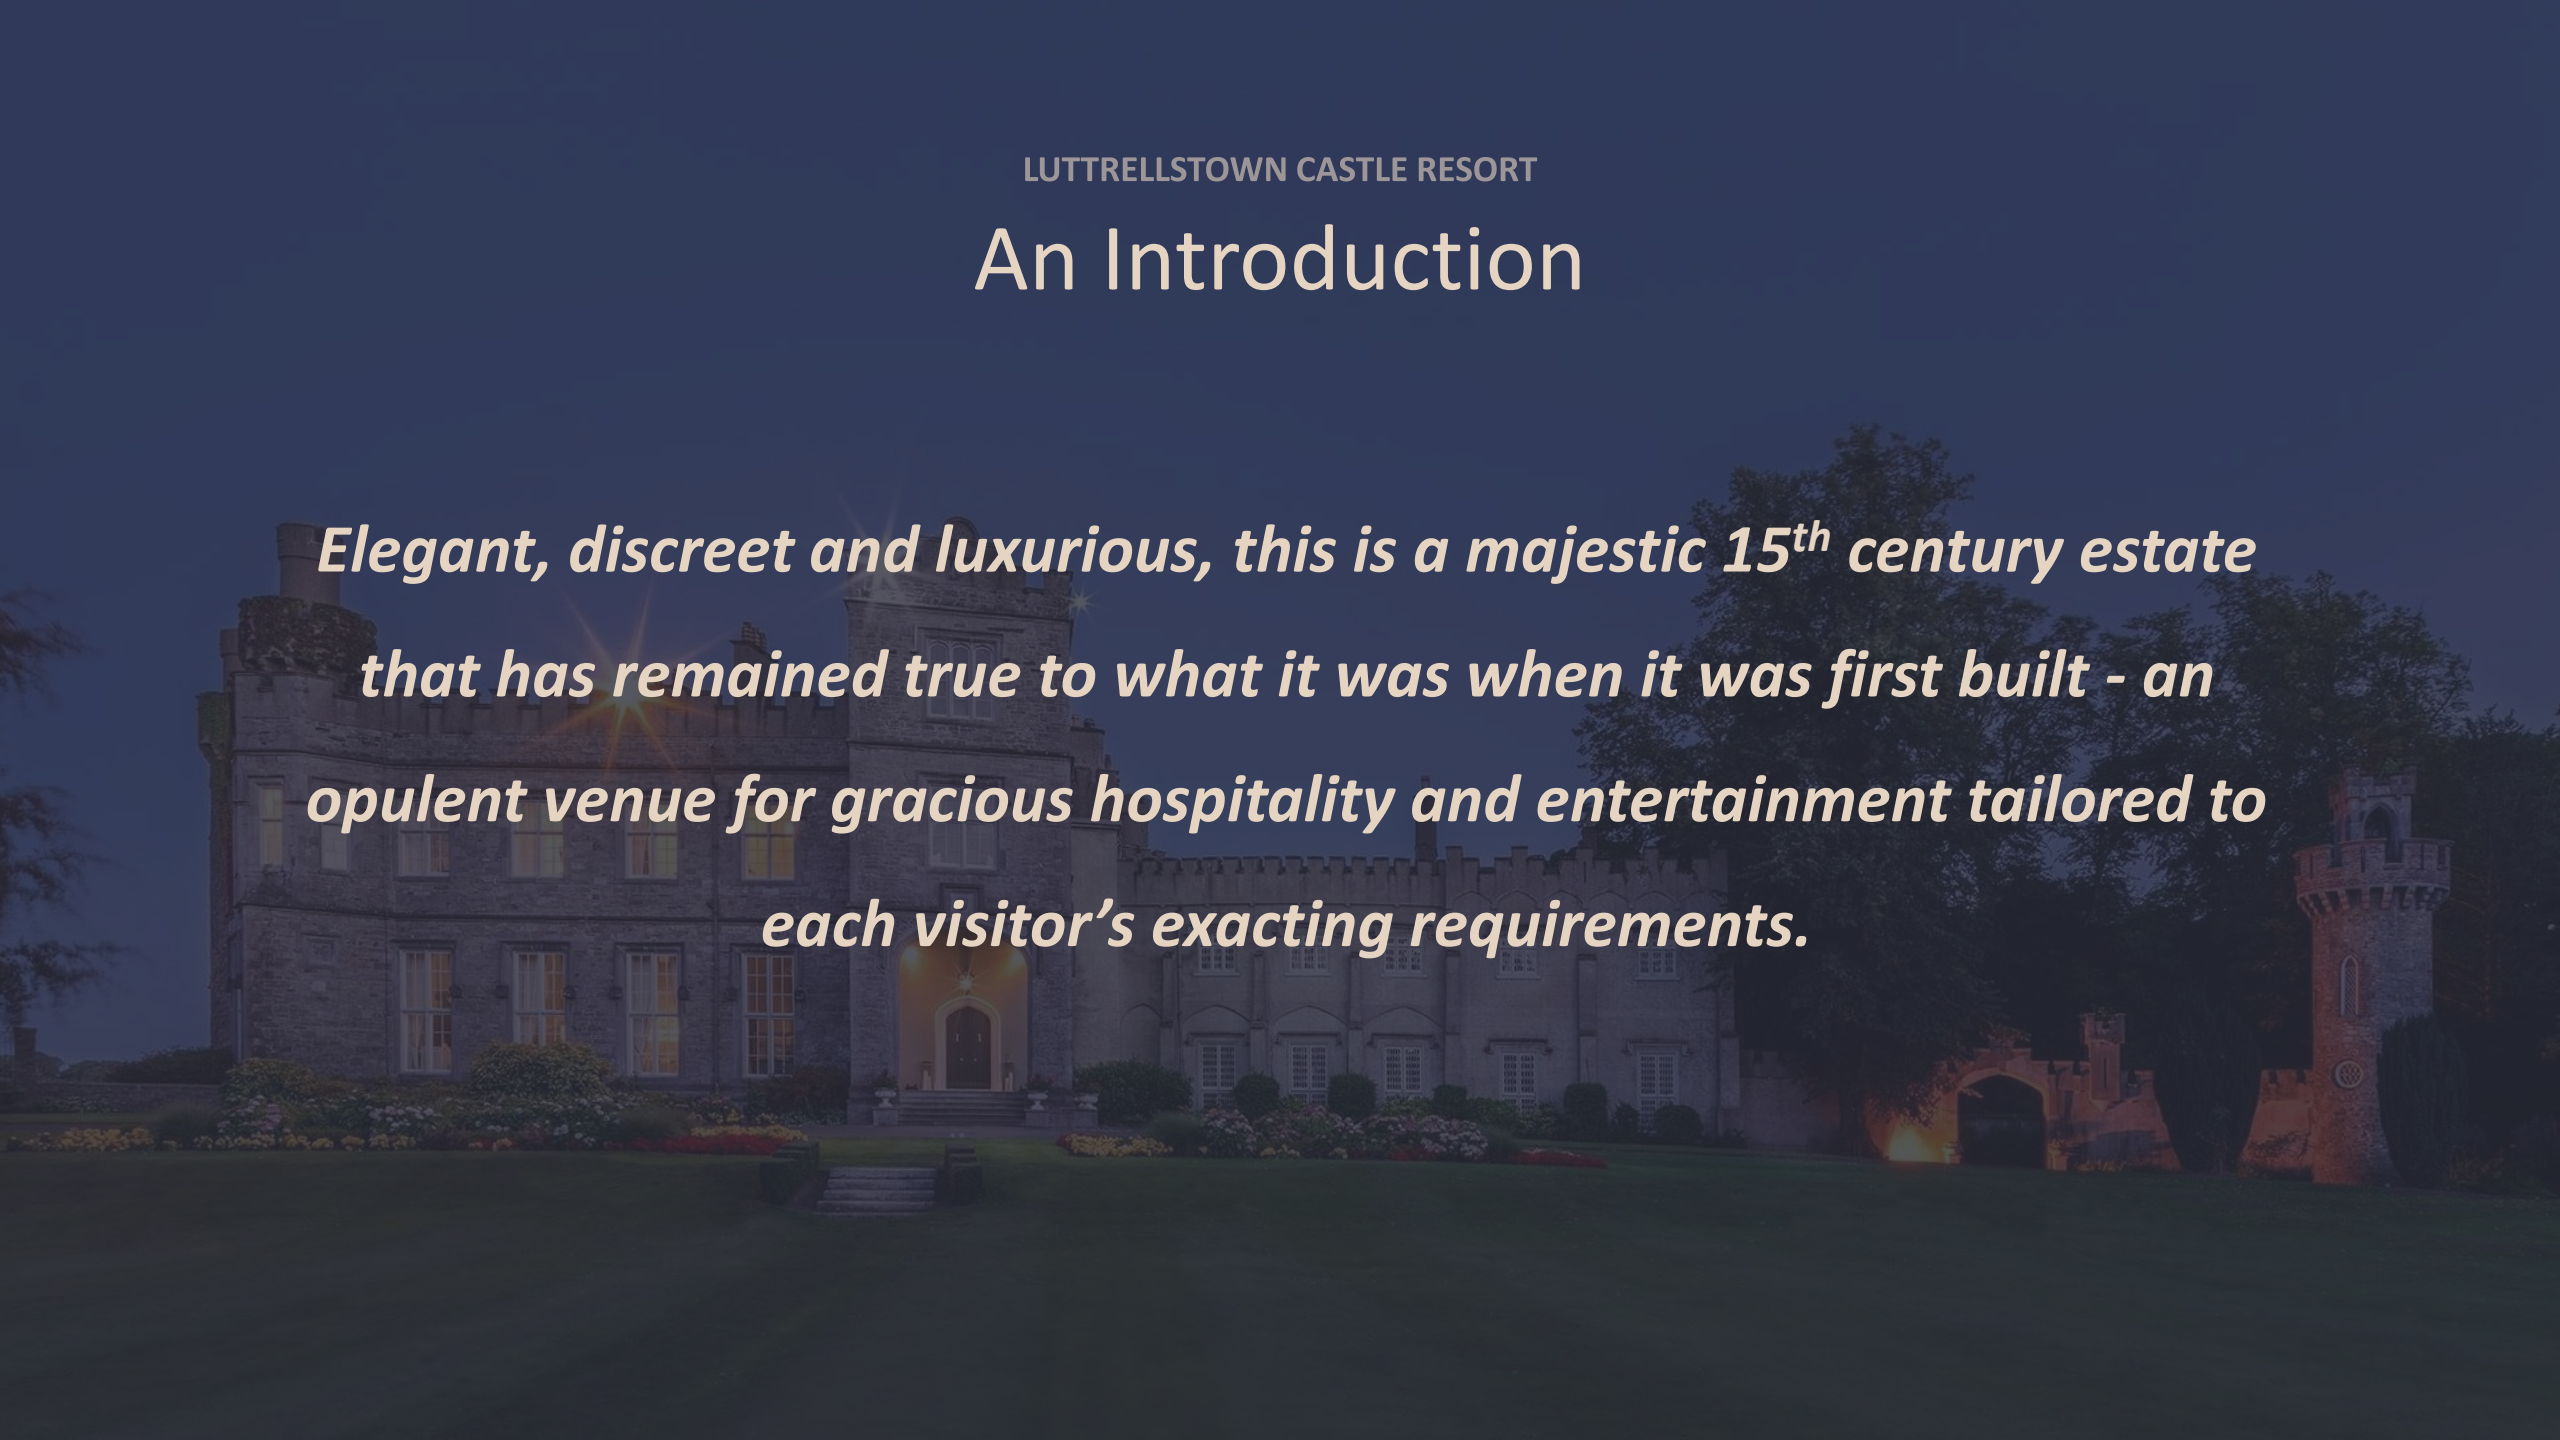 LUTTRELLSTOWN CASTLE RESORT
An Introduction
Elegant, discreet and luxurious, this is a majestic 15th century estate
that has remained true to what it was when it was first built - an
opulent venue for gracious hospitality and entertainment tailored to
each visitor’s exacting requirements.